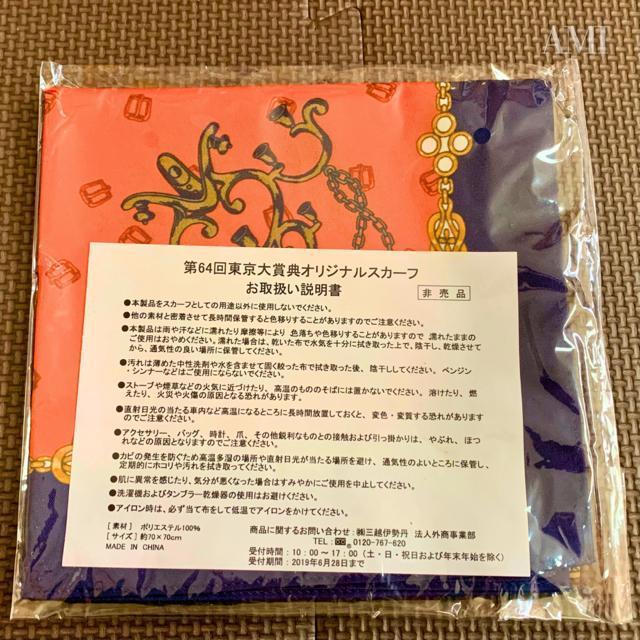 AMI
第64回東京大賞典オリジナルスカーフ
お取扱い説明書
非売品
●本製品をスカーフとしての用途以外に使用しないでください。
●他の素材と密着させて長時間保管すると色移りすることがありますのでご注意ください。
●本製品は雨や汗などに濡れたり摩擦等により、色落ちや色移りすることがありますので、濡れたままの
ご使用はおやめください。濡れた場合は、乾いた布で水気を十分に拭き取った上で、陰干し、乾燥させて
から、通気性の良い場所に保管してください。
●汚れは薄めた中性洗剤や水を含ませて固く絞った布で拭き取った後、陰干ししてください。ベンジン
・シンナーなどはご使用にならないでください。
●ストーブや煙草などの火気に近づけたり、高温のもののそばには置かないでください。溶けたり、燃
えたり、火災や火傷の原因となる恐れがあります。
●直射日光の当たる車内など高温になるところに長時間放置しておくと、変色・変質する恐れがあります
のでご注意ください。
●アクセサリー、バッグ、時計、爪、その他鋭利なものとの接触および引っ掛かりは、やぶれ、ほつ
れなどの原因となりますのでご注意ください。
●カビの発生を防ぐため高温多湿の場所や直射日光が当たる場所を避け、通気性のよいところに保管し、
定期的にホコリや汚れを拭き取ってください。
●肌に異常を感じたり、気分が悪くなった場合はすみやかにご使用を中止してください。
●洗濯機およびタンブラー乾燥器の使用はお避けください。
●アイロン時は、必ず当て布をして低温でアイロンをかけてください。
[素材] ポリエステル100%
[サイズ] 約70×70cm
MADE IN CHINA
商品に関するお問い合わせ：㈱三越伊勢丹 法人外商事業部
TEL：0120-767-620
受付時間：10：00～17：00（土・日・祝日および年末年始を除く）
受付期間：2019年6月28日まで